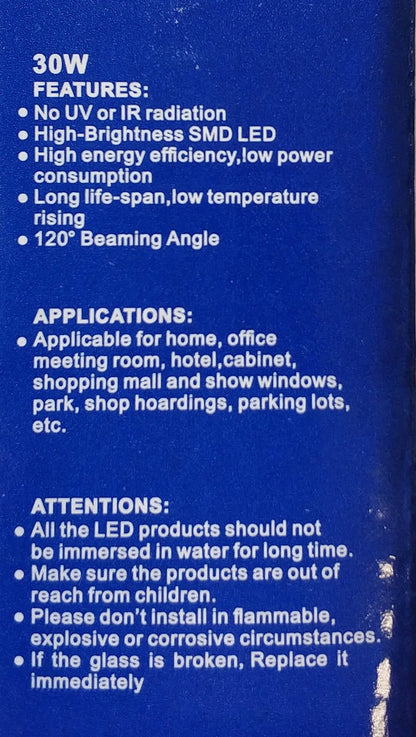 30W
FEATURES:
● No UV or IR radiation
● High-Brightness SMD LED
● High energy efficiency,low power
consumption
● Long life-span,low temperature
rising
● 120° Beaming Angle
APPLICATIONS:
● Applicable for home, office
meeting room, hotel,cabinet,
shopping mall and show windows,
park, shop hoardings, parking lots,
etc.
ATTENTIONS:
● All the LED products should not
be immersed in water for long time.
● Make sure the products are out of
reach from children.
● Please don't install in flammable,
explosive or corrosive circumstances.
● If the glass is broken, Replace it
immediately